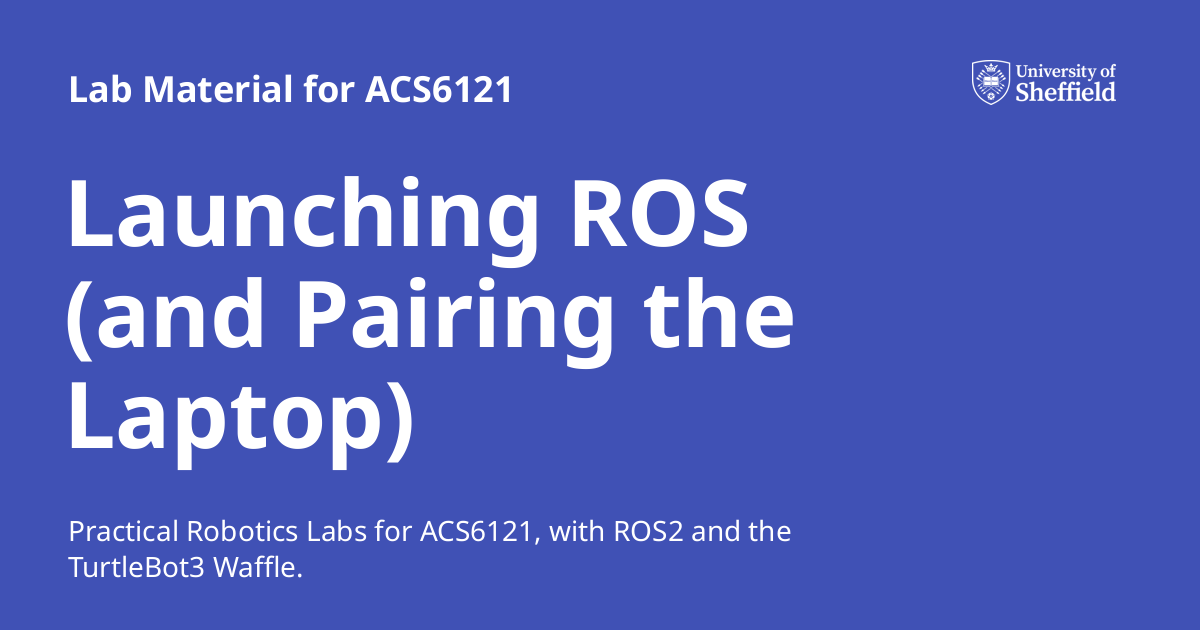 Lab Material for ACS6121
University of
Sheffield
Launching ROS
(and Pairing the
Laptop)
Practical Robotics Labs for ACS6121, with ROS2 and the
TurtleBot3 Waffle.